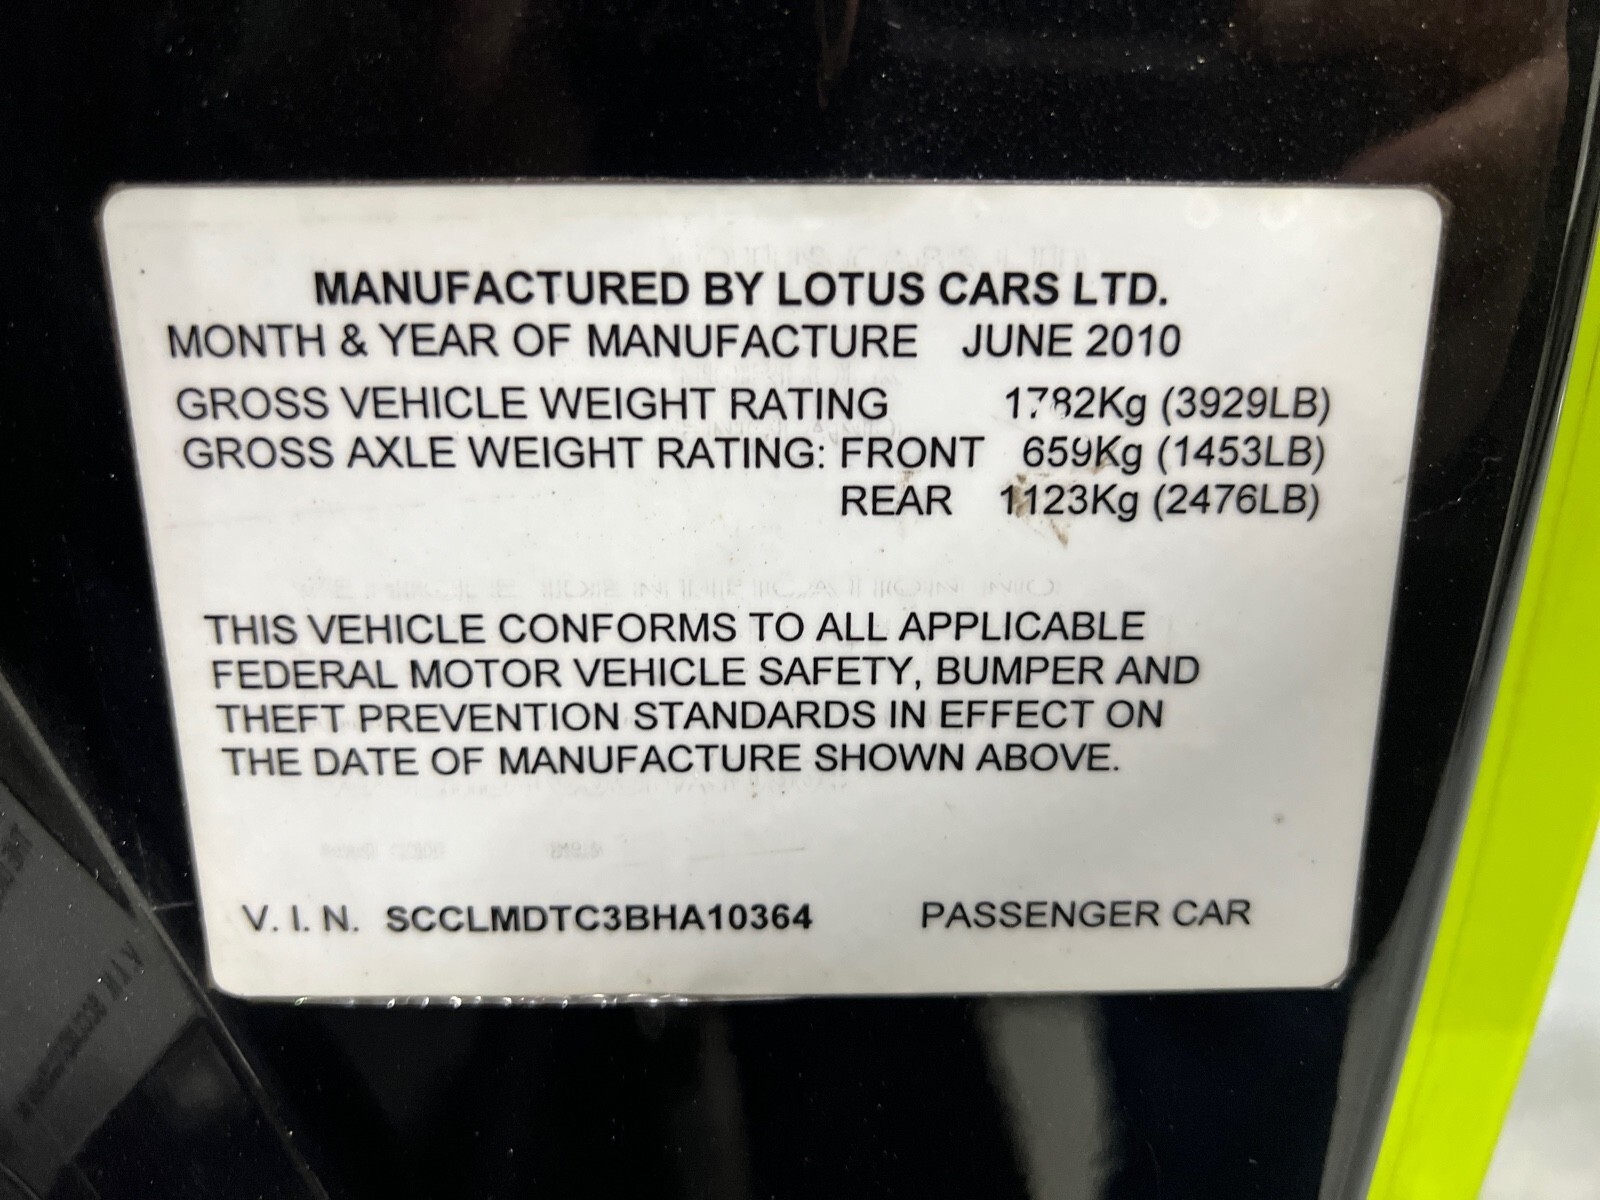 MANUFACTURED BY LOTUS CARS LTD.
MONTH & YEAR OF MANUFACTURE JUNE 2010
GROSS VEHICLE WEIGHT RATING 1782Kg (3929LB)
GROSS AXLE WEIGHT RATING: FRONT 659Kg (1453LB)
REAR 1123Kg (2476LB)
THIS VEHICLE CONFORMS TO ALL APPLICABLE
FEDERAL MOTOR VEHICLE SAFETY, BUMPER AND
THEFT PREVENTION STANDARDS IN EFFECT ON
THE DATE OF MANUFACTURE SHOWN ABOVE.
V. I. N. SCCLMDTC3BHA10364 PASSENGER CAR